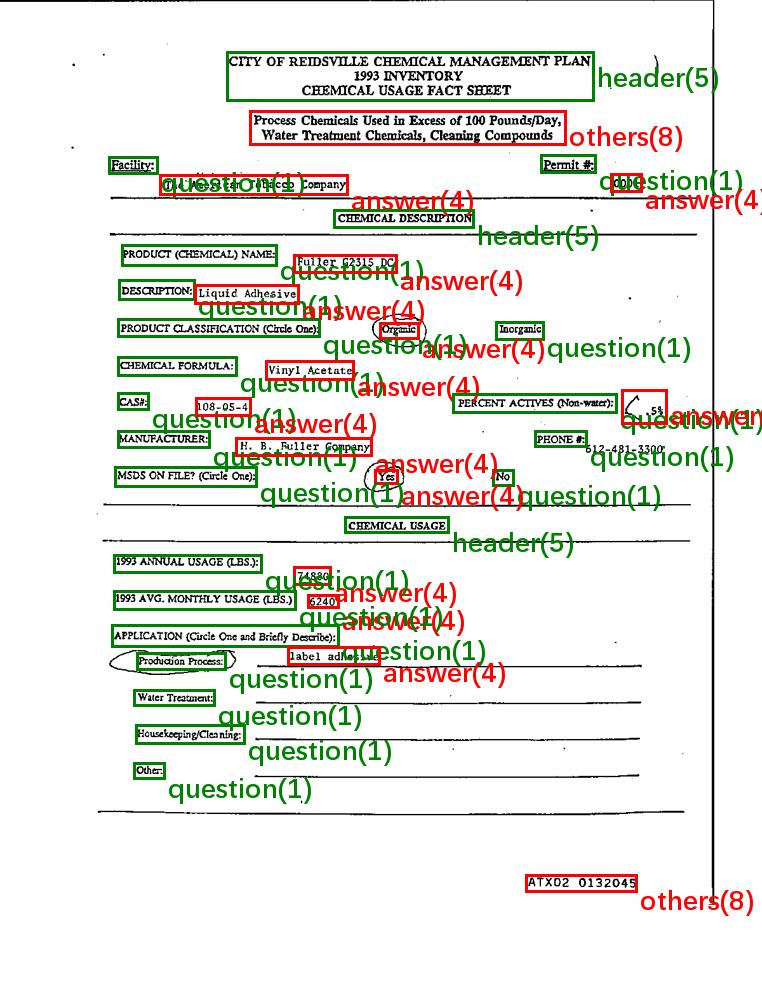 CITY OF REIDSVILLE CHEMICAL MANAGEMENT PLAN
1993 INVENTORY
CHEMICAL USAGE FACT SHEET
header(5)
Process Chemicals Used in Excess of 100 Pounds/Day,
Water Treatment Chemicals, Cleaning Compounds
others(8)
Facility: Permit #:
question(1) question(1)
The American Tobacco Company
answer(4) answer(4)
CHEMICAL DESCRIPTION
header(5)
PRODUCT (CHEMICAL) NAME: Fuller G2315 DC
question(1) answer(4)
DESCRIPTION: Liquid Adhesive
question(1) answer(4)
PRODUCT CLASSIFICATION (Circle One): Organic Inorganic
question(1) answer(4) question(1)
CHEMICAL FORMULA: Vinyl Acetate
question(1) answer(4)
CAS#: 108-05-4 PERCENT ACTIVES (Non-water): < .5%
question(1) answer(4) question(1) answer
MANUFACTURER: H. B. Fuller Company PHONE #: 612-481-3300
question(1) answer(4) question(1)
MSDS ON FILE? (Circle One): Yes No
question(1) answer(4) question(1)
CHEMICAL USAGE
header(5)
1993 ANNUAL USAGE (LBS.): 74880
question(1) answer(4)
1993 AVG. MONTHLY USAGE (LBS.) 6240
question(1) answer(4)
APPLICATION (Circle One and Briefly Describe):
question(1)
Production Process: label adhesive
question(1) answer(4)
Water Treatment:
question(1)
Housekeeping/Cleaning:
question(1)
Other:
question(1)
ATX02 0132045
others(8)